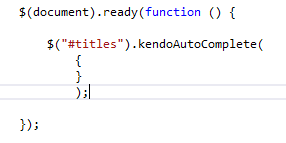 $(document).ready(function () {
$("#titles").kendoAutoComplete(
{
}
);
});